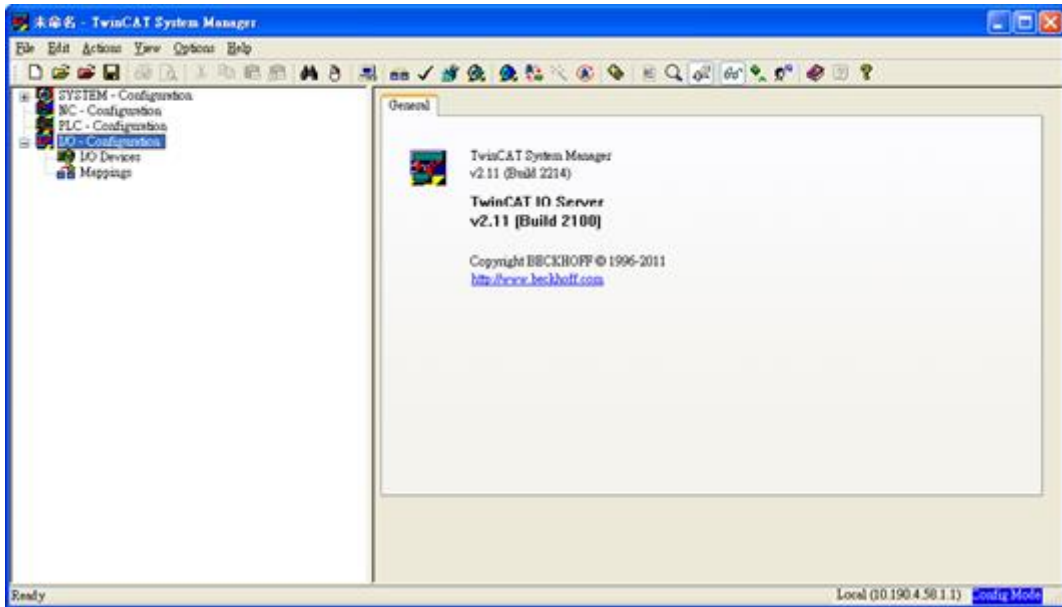 未命名 - TwinCAT System Manager
File Edit Actions View Options Help
SYSTEM - Configuration
NC - Configuration
PLC - Configuration
I/O - Configuration
I/O Devices
Mappings
General
TwinCAT System Manager
v2.11 (Build 2214)
TwinCAT IO Server
v2.11 (Build 2100)
Copyright BECKHOFF © 1996-2011
http://www.beckhoff.com
Ready
Local (10.190.4.58.1.1) Config Mode